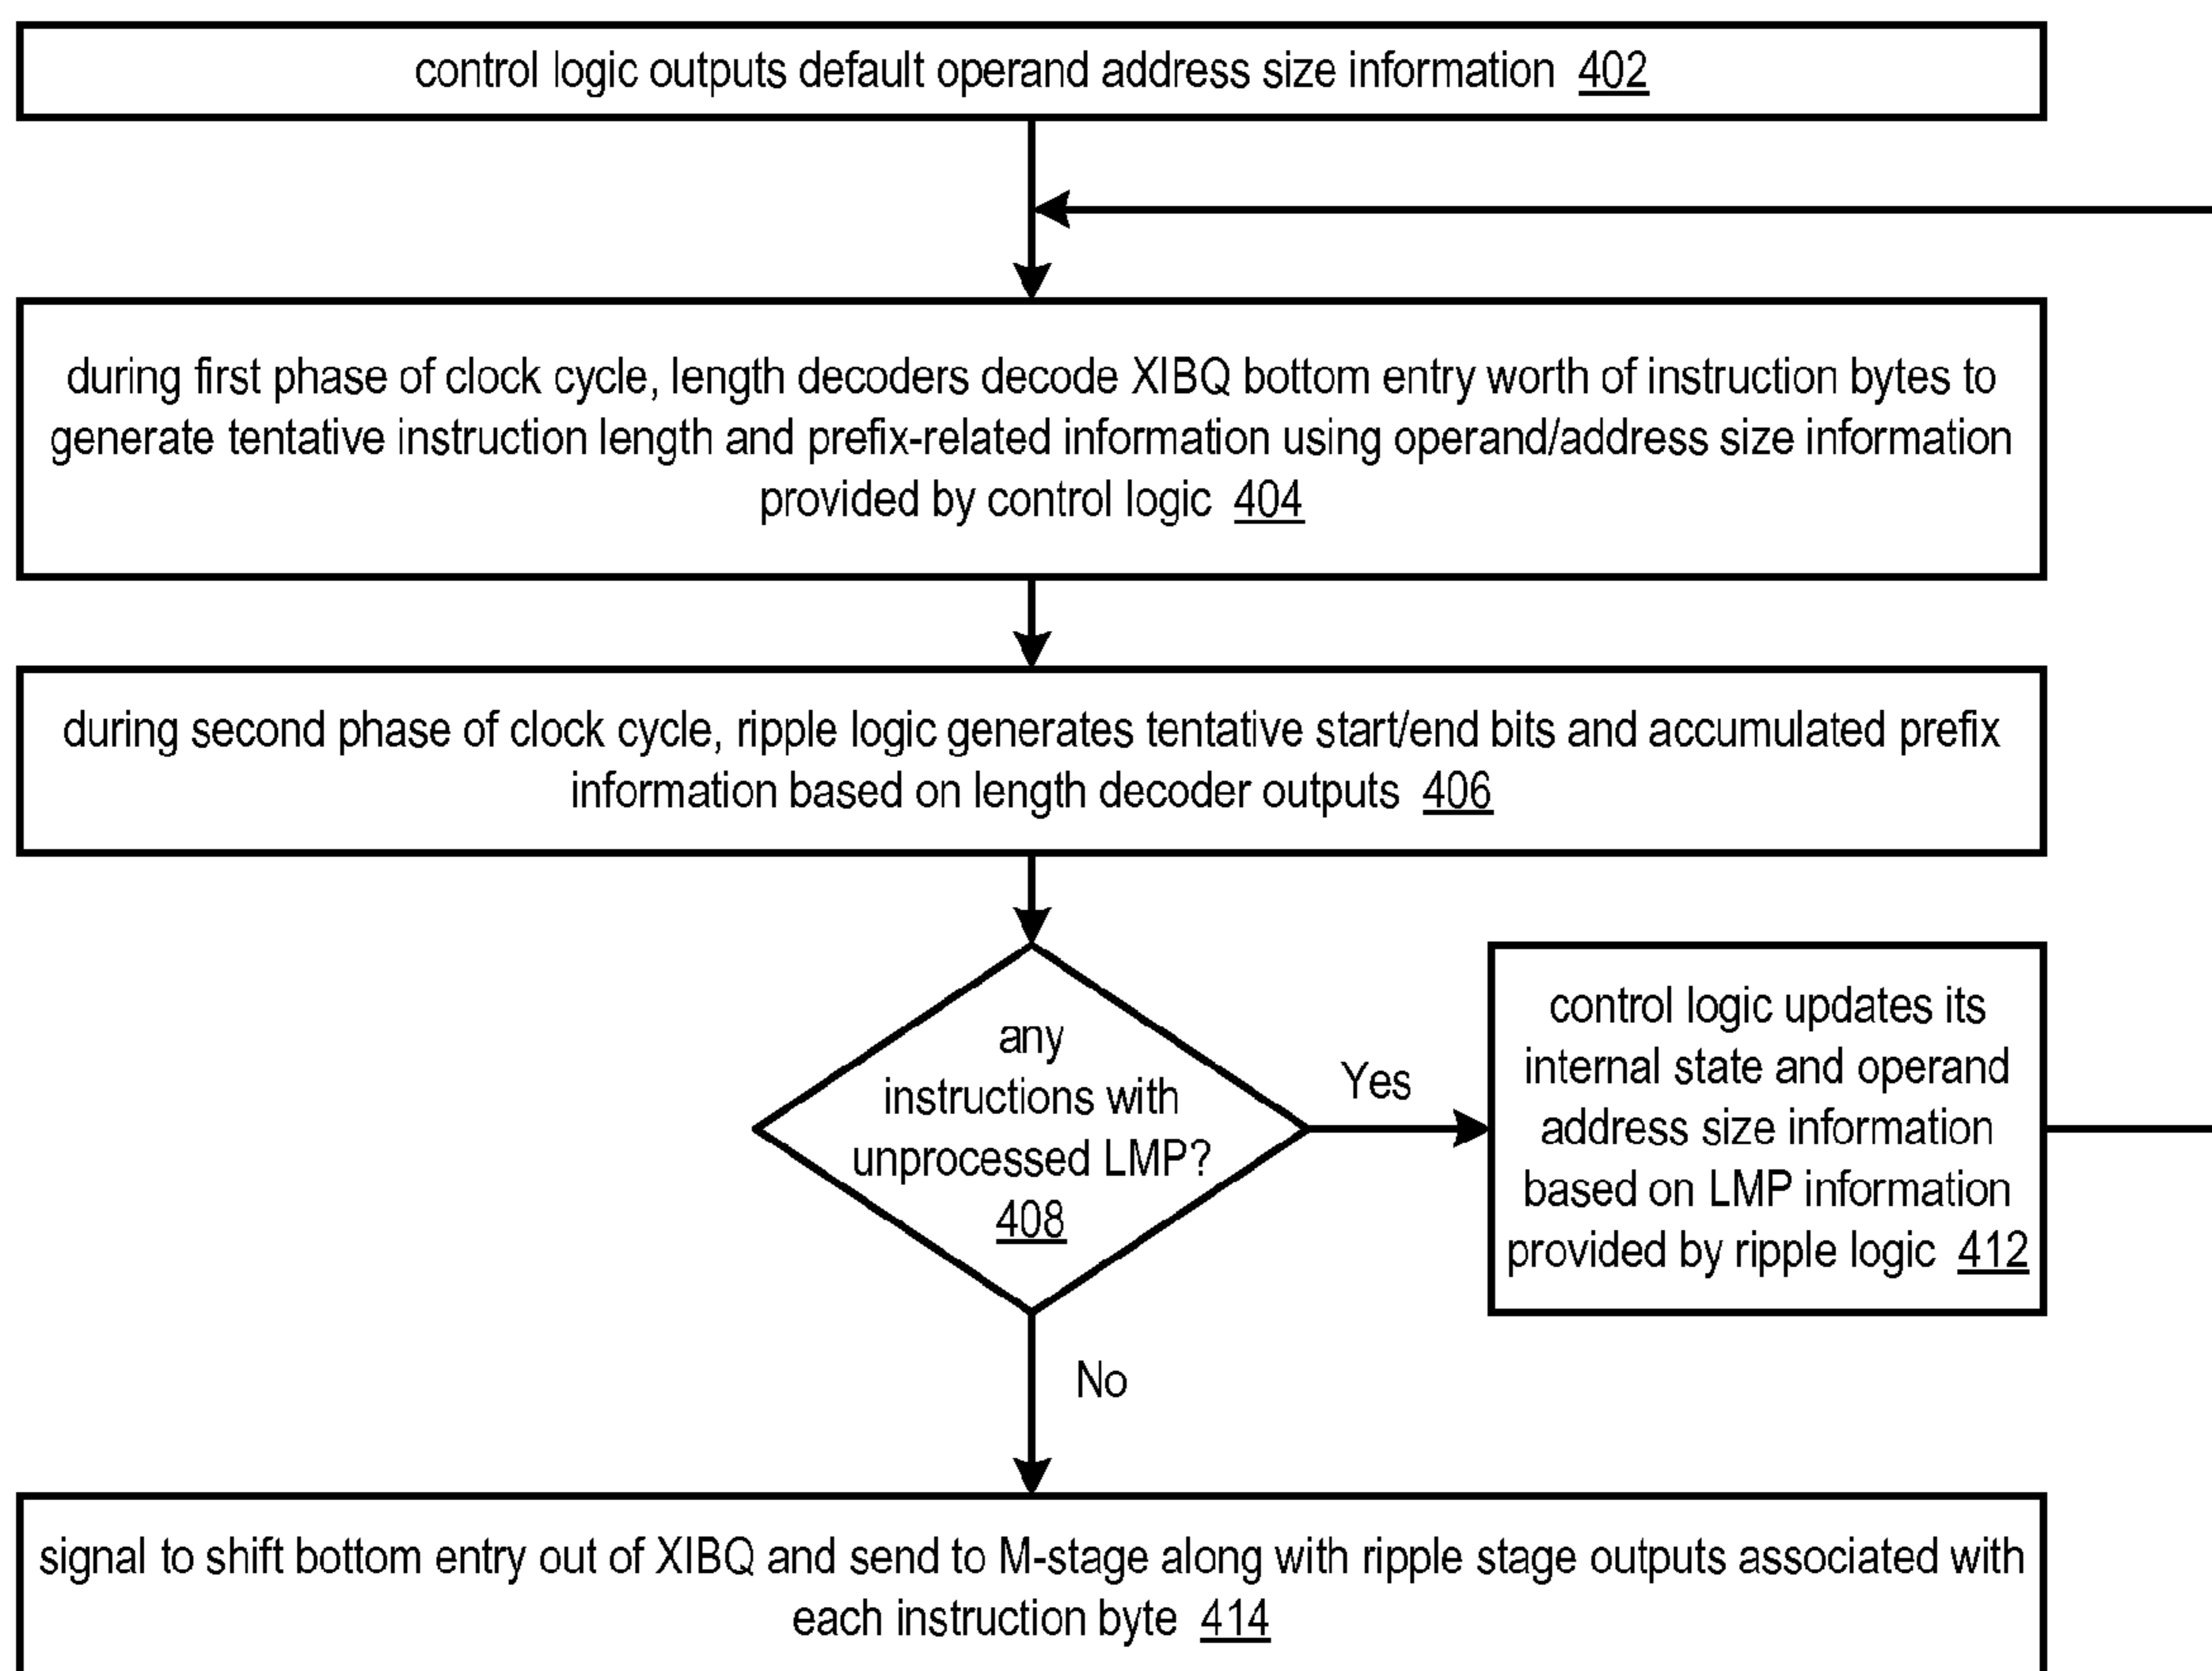 control logic outputs default operand address size information 402
during first phase of clock cycle, length decoders decode XIBQ bottom entry worth of instruction bytes to
generate tentative instruction length and prefix-related information using operand/address size information
provided by control logic 404
during second phase of clock cycle, ripple logic generates tentative start/end bits and accumulated prefix
information based on length decoder outputs 406
any
instructions with
unprocessed LMP?
408
Yes
control logic updates its
internal state and operand
address size information
based on LMP information
provided by ripple logic 412
No
signal to shift bottom entry out of XIBQ and send to M-stage along with ripple stage outputs associated with
each instruction byte 414